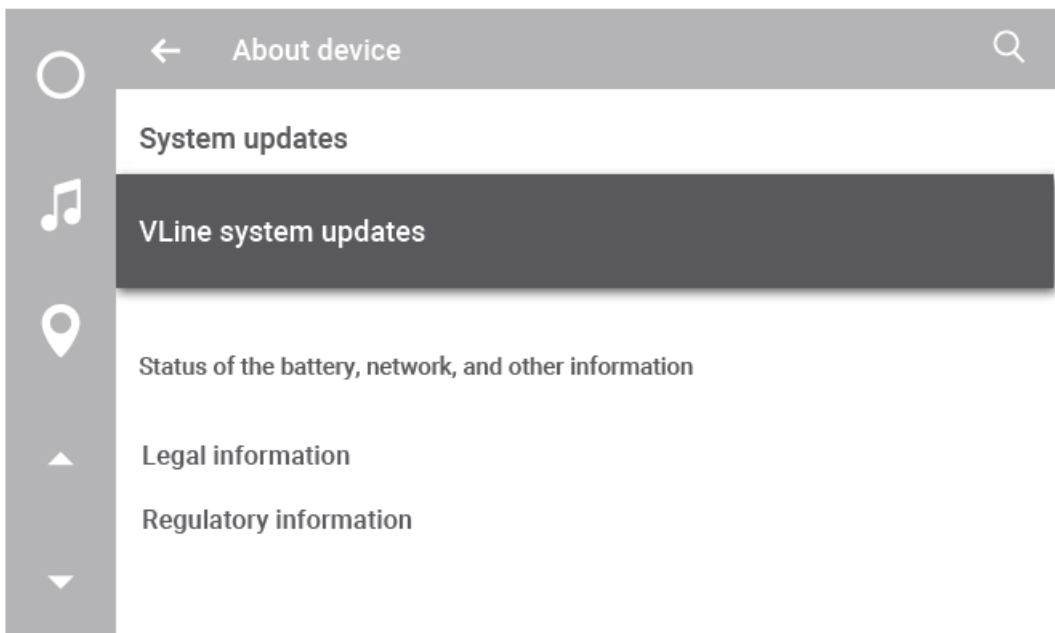 About device
System updates
VLine system updates
Status of the battery, network, and other information
Legal information
Regulatory information